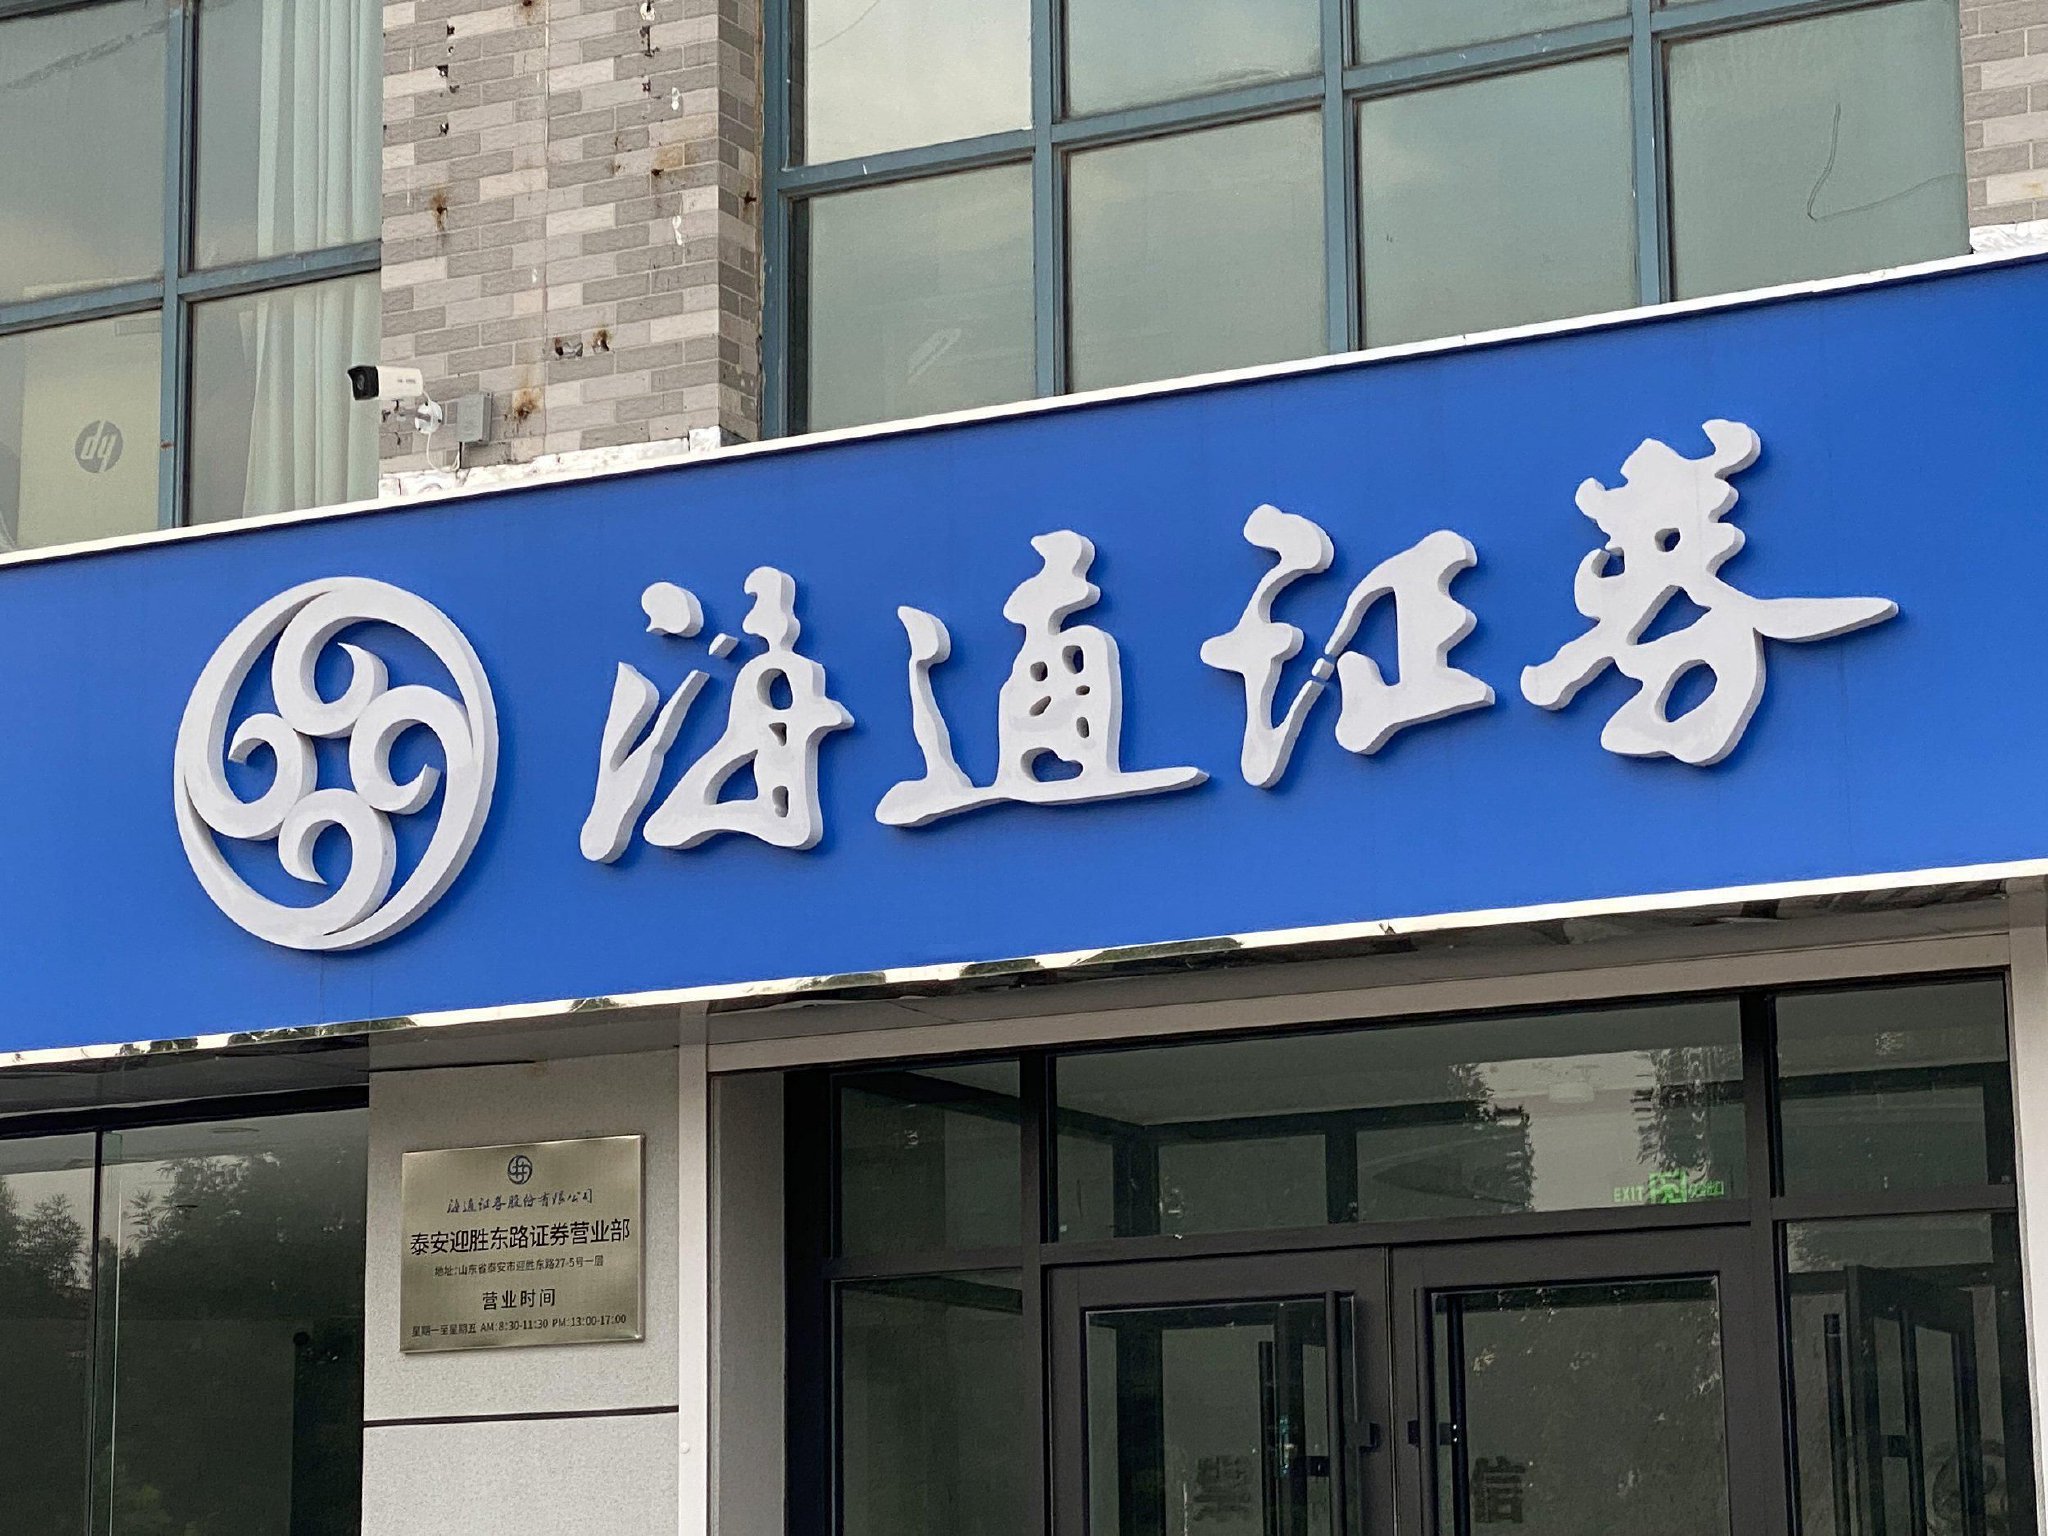 hp
海通证券
海通证券股份有限公司
泰安迎胜东路证券营业部
地址:山东省泰安市迎胜东路27-5号一层
营业时间
星期一至星期五 AM:8:30-11:30 PM:13:00-17:00
EXIT
信